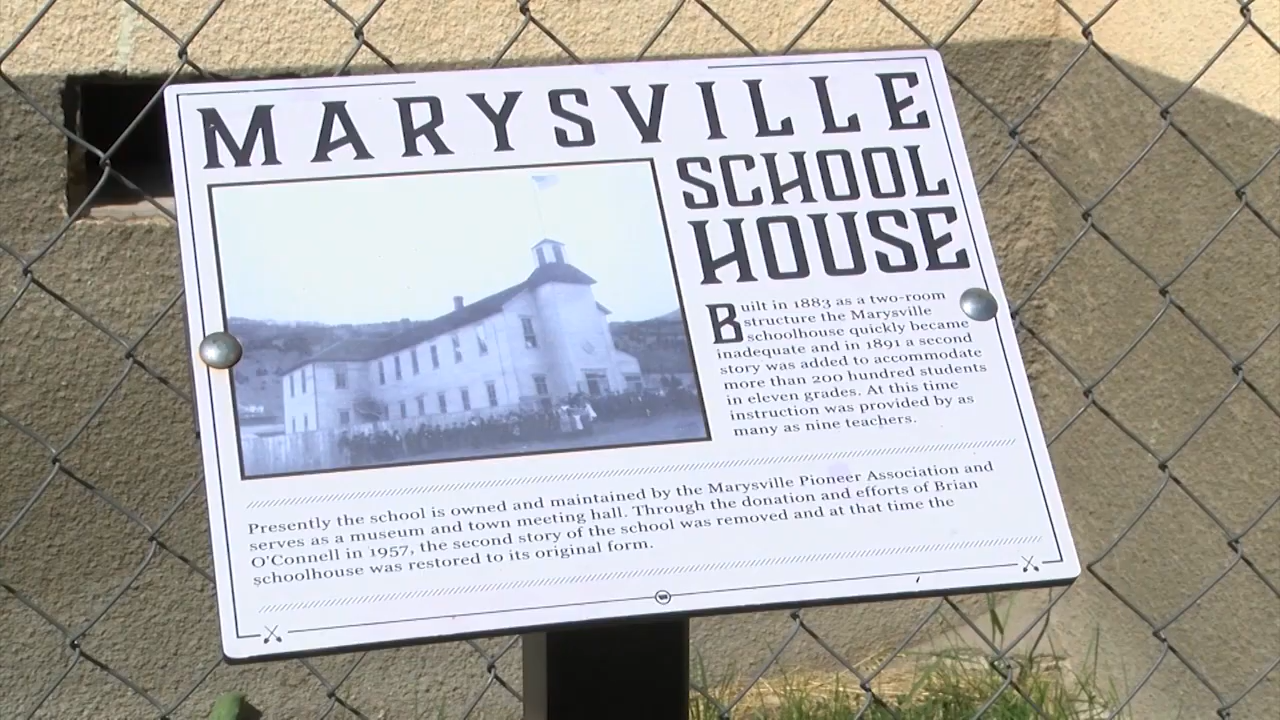 MARYSVILLE
SCHOOL
HOUSE
Built in 1883 as a two-room
structure the Marysville
schoolhouse quickly became
inadequate and in 1891 a second
story was added to accommodate
more than 200 hundred students
in eleven grades. At this time
instruction was provided by as
many as nine teachers.
Presently the school is owned and maintained by the Marysville Pioneer Association and
serves as a museum and town meeting hall. Through the donation and efforts of Brian
O'Connell in 1957, the second story of the school was removed and at that time the
schoolhouse was restored to its original form.